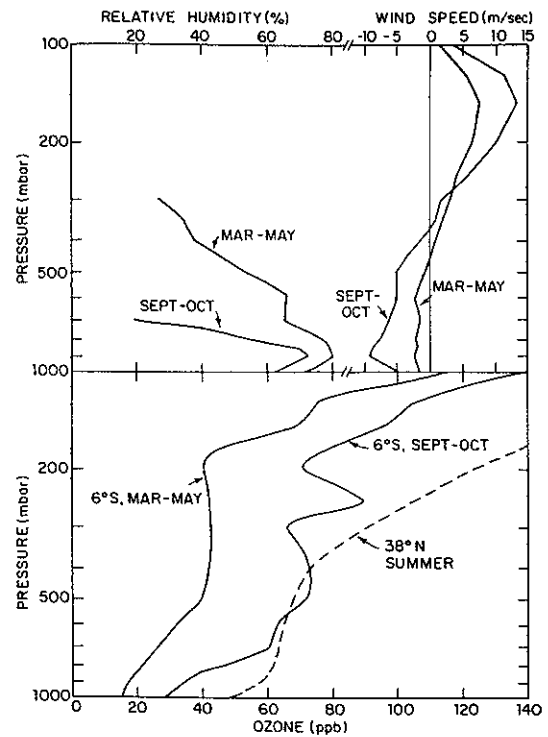 RELATIVE HUMIDITY(%) WIND SPEED(m/sec)
0 20 40 60 80 -10 -5 0 5 10 15
100
200
500
1000
PRESSURE (mbar)
MAR-MAY
SEPT-OCT
SEPT-
OCT
MAR-MAY
200
500
1000
PRESSURE (mbar)
6°S, MAR-MAY
6°S, SEPT-OCT
38°N
SUMMER
0 20 40 60 80 100 120 140
OZONE (ppb)